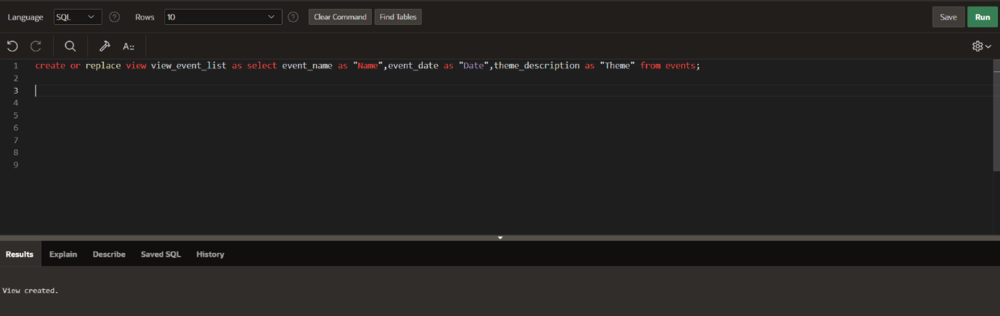 Language SQL ? Rows 10 ? Clear Command Find Tables Save Run
A::
1 create or replace view view_event_list as select event_name as "Name",event_date as "Date",theme_description as "Theme" from events;
2
3
4
5
6
7
8
9
Results Explain Describe Saved SQL History
View created.